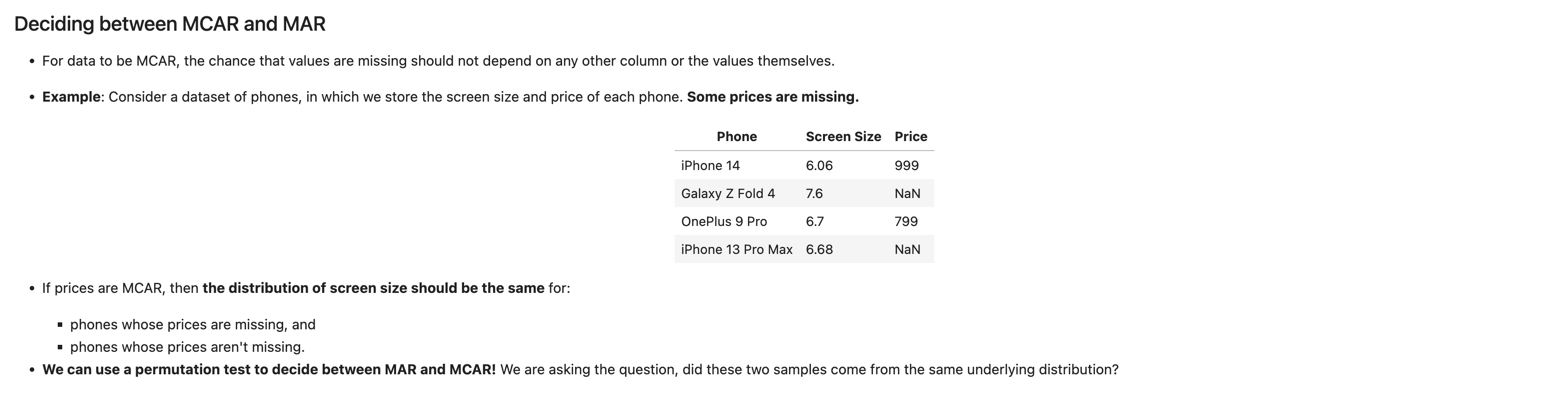 Deciding between MCAR and MAR
• For data to be MCAR, the chance that values are missing should not depend on any other column or the values themselves.
• Example: Consider a dataset of phones, in which we store the screen size and price of each phone. Some prices are missing.
Phone Screen Size Price
iPhone 14 6.06 999
Galaxy Z Fold 4 7.6 NaN
OnePlus 9 Pro 6.7 799
iPhone 13 Pro Max 6.68 NaN
• If prices are MCAR, then the distribution of screen size should be the same for:
▪ phones whose prices are missing, and
▪ phones whose prices aren't missing.
• We can use a permutation test to decide between MAR and MCAR! We are asking the question, did these two samples come from the same underlying distribution?